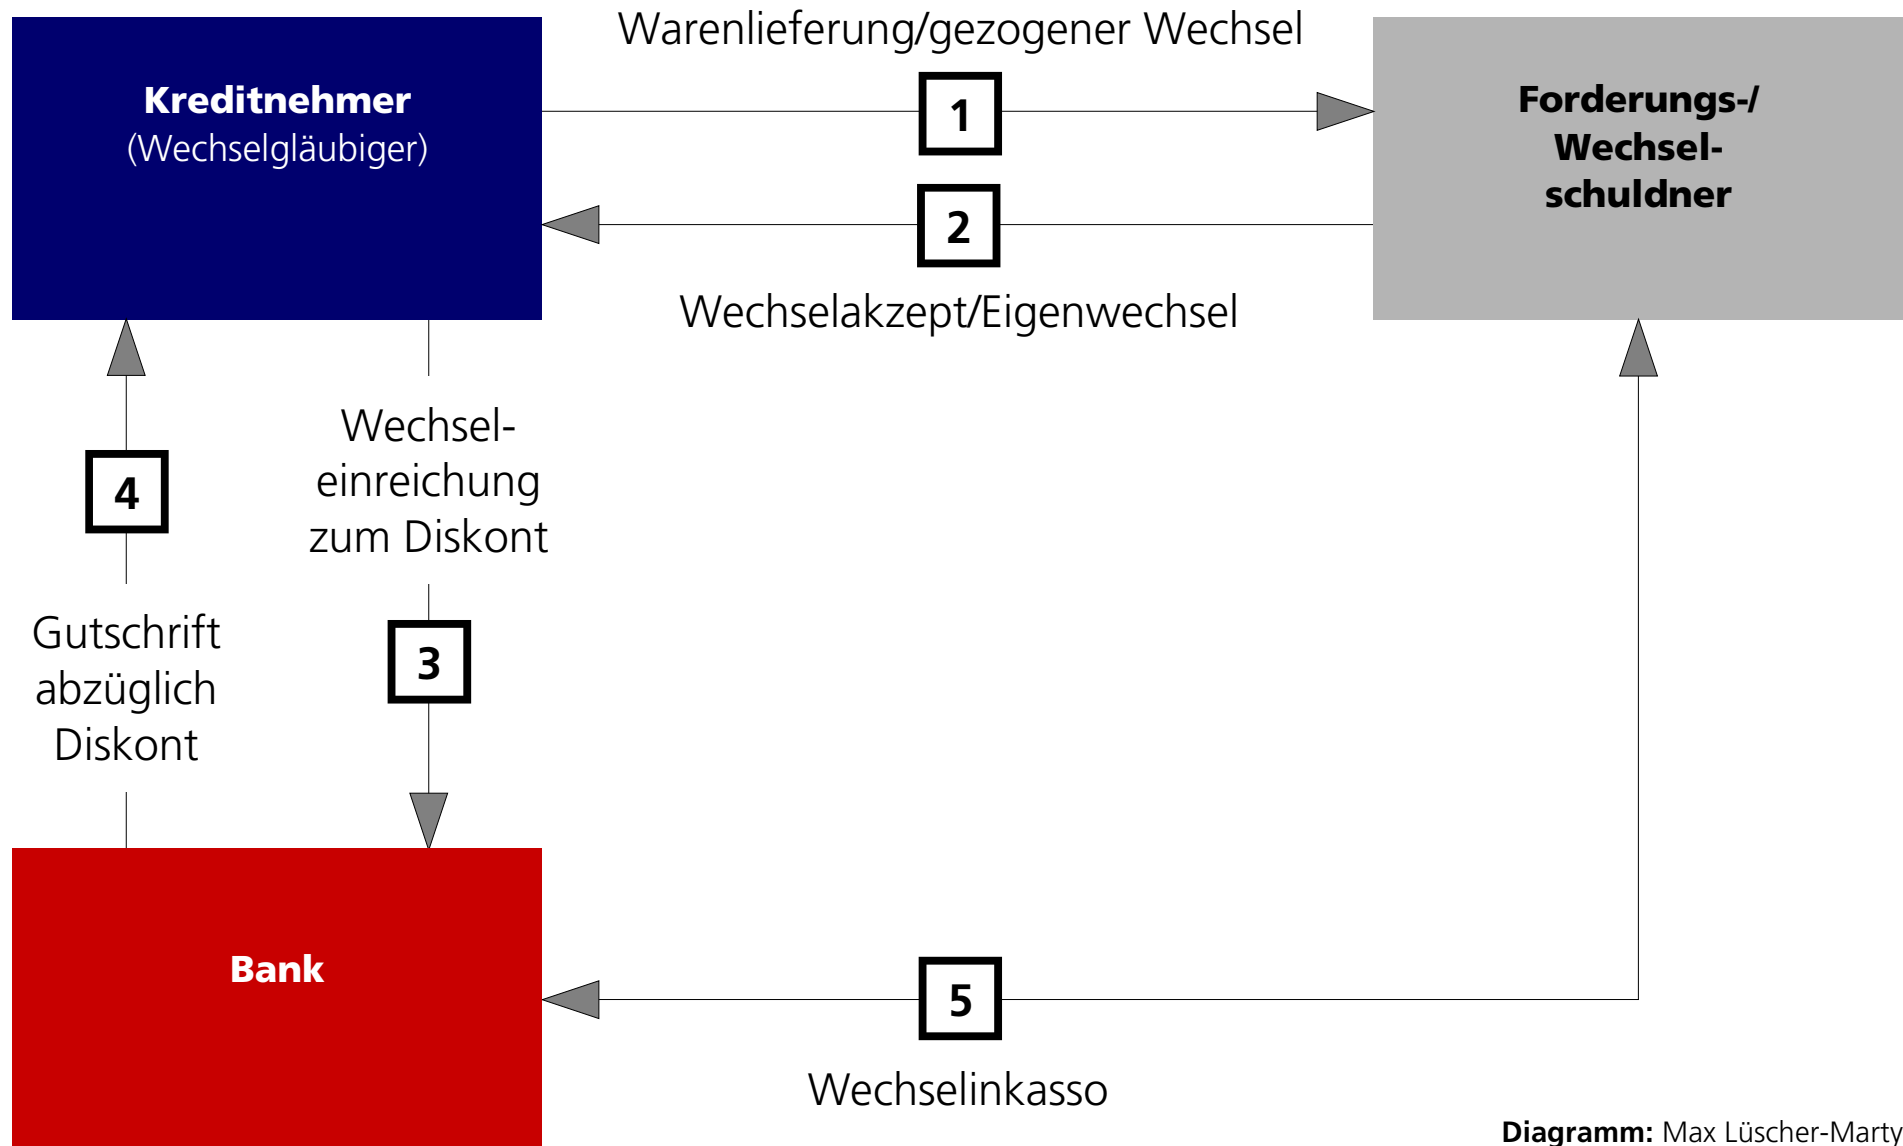 Warenlieferung/gezogener Wechsel
Kreditnehmer
(Wechselgläubiger)
1
Forderungs-/
Wechsel-
schuldner
2
Wechselakzept/Eigenwechsel
Wechsel-
einreichung
zum Diskont
4
Gutschrift
abzüglich
Diskont
3
Bank
5
Wechselinkasso
Diagramm: Max Lüscher-Marty